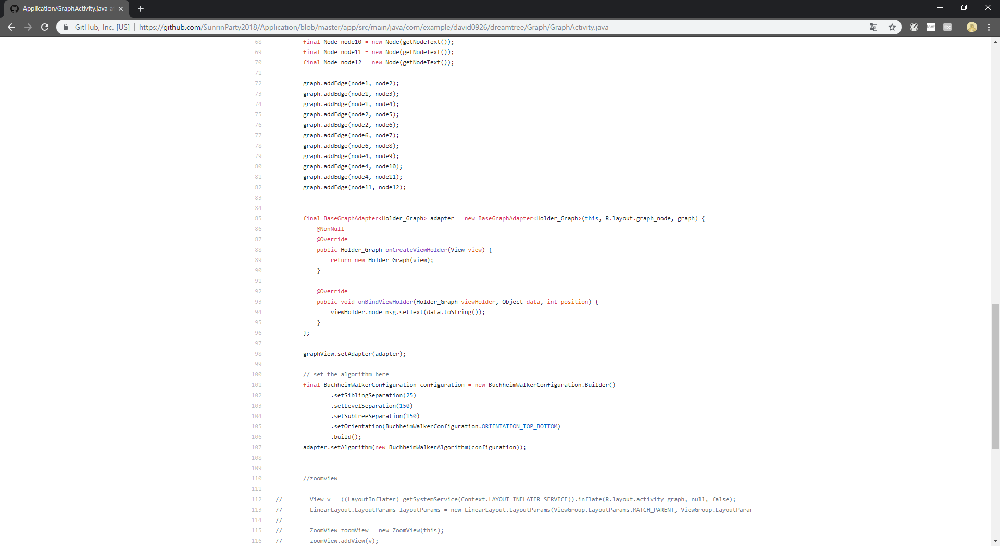 Application/GraphActivity.java a
GitHub, Inc. [US] | https://github.com/SunrinParty2018/Application/blob/master/app/src/main/java/com/example/david0926/dreamtree/Graph/GraphActivity.java
68 final Node node10 = new Node(getNodeText());
69 final Node node11 = new Node(getNodeText());
70 final Node node12 = new Node(getNodeText());
71
72 graph.addEdge(node1, node2);
73 graph.addEdge(node1, node3);
74 graph.addEdge(node1, node4);
75 graph.addEdge(node2, node5);
76 graph.addEdge(node2, node6);
77 graph.addEdge(node6, node7);
78 graph.addEdge(node6, node8);
79 graph.addEdge(node4, node9);
80 graph.addEdge(node4, node10);
81 graph.addEdge(node4, node11);
82 graph.addEdge(node11, node12);
83
84
85 final BaseGraphAdapter<Holder_Graph> adapter = new BaseGraphAdapter<Holder_Graph>(this, R.layout.graph_node, graph) {
86 @NonNull
87 @Override
88 public Holder_Graph onCreateViewHolder(View view) {
89 return new Holder_Graph(view);
90 }
91
92 @Override
93 public void onBindViewHolder(Holder_Graph viewHolder, Object data, int position) {
94 viewHolder.node_msg.setText(data.toString());
95 }
96 };
97
98 graphView.setAdapter(adapter);
99
100 // set the algorithm here
101 final BuchheimWalkerConfiguration configuration = new BuchheimWalkerConfiguration.Builder()
102 .setSiblingSeparation(25)
103 .setLevelSeparation(150)
104 .setSubtreeSeparation(150)
105 .setOrientation(BuchheimWalkerConfiguration.ORIENTATION_TOP_BOTTOM)
106 .build();
107 adapter.setAlgorithm(new BuchheimWalkerAlgorithm(configuration));
108
109
110 //zoomview
111
112 // View v = ((LayoutInflater) getSystemService(Context.LAYOUT_INFLATER_SERVICE)).inflate(R.layout.activity_graph, null, false);
113 // LinearLayout.LayoutParams layoutParams = new LinearLayout.LayoutParams(ViewGroup.LayoutParams.MATCH_PARENT, ViewGroup.LayoutPara
114 //
115 // ZoomView zoomView = new ZoomView(this);
116 // zoomView.addView(v);